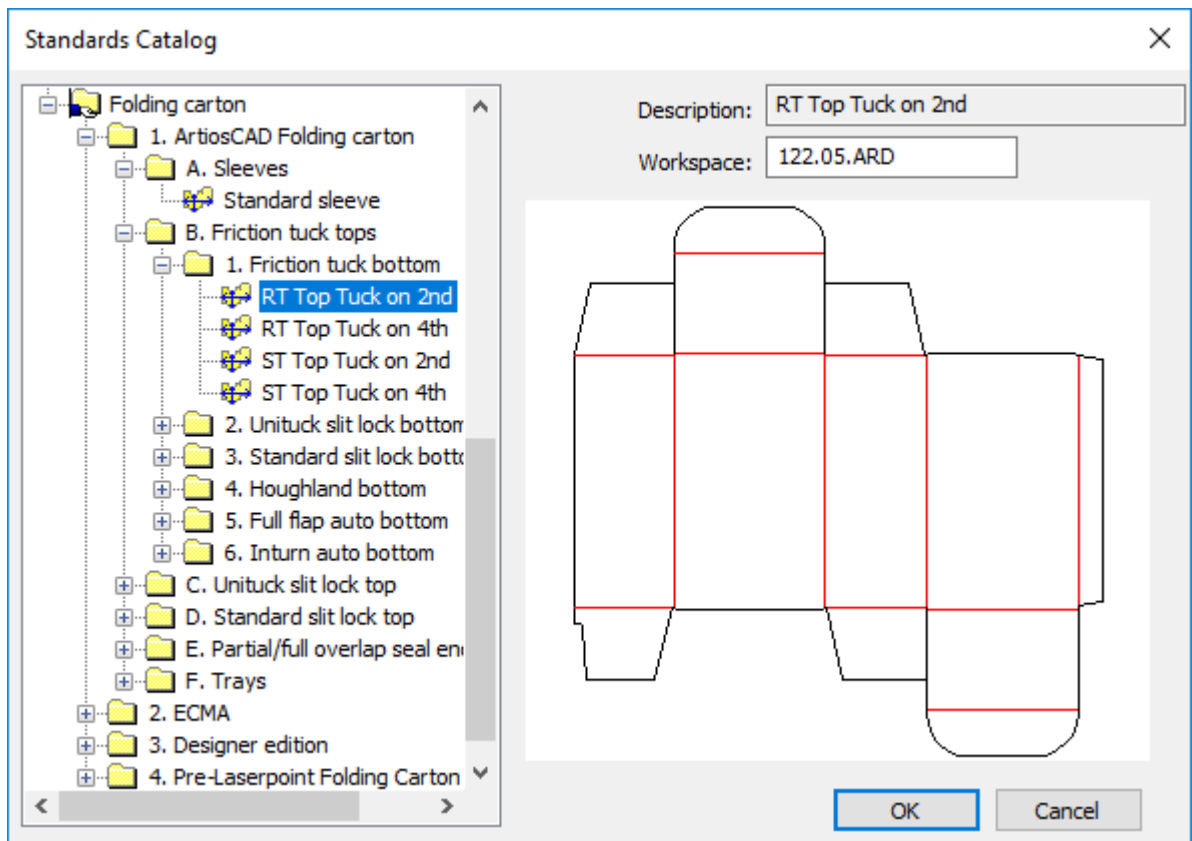 Standards Catalog
Folding carton
1. ArtiosCAD Folding carton
A. Sleeves
Standard sleeve
B. Friction tuck tops
1. Friction tuck bottom
RT Top Tuck on 2nd
RT Top Tuck on 4th
ST Top Tuck on 2nd
ST Top Tuck on 4th
2. Unituck slit lock bottom
3. Standard slit lock botto
4. Houghland bottom
5. Full flap auto bottom
6. Inturn auto bottom
C. Unituck slit lock top
D. Standard slit lock top
E. Partial/full overlap seal en
F. Trays
2. ECMA
3. Designer edition
4. Pre-Laserpoint Folding Carton
Description: RT Top Tuck on 2nd
Workspace: 122.05.ARD
OK Cancel